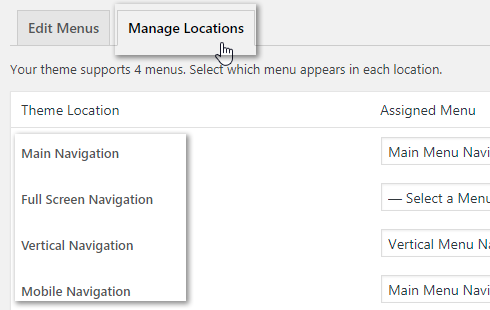 Edit Menus Manage Locations
Your theme supports 4 menus. Select which menu appears in each location.
Theme Location Assigned Menu
Main Navigation Main Menu Navi
Full Screen Navigation — Select a Menu
Vertical Navigation Vertical Menu Na
Mobile Navigation Main Menu Navi